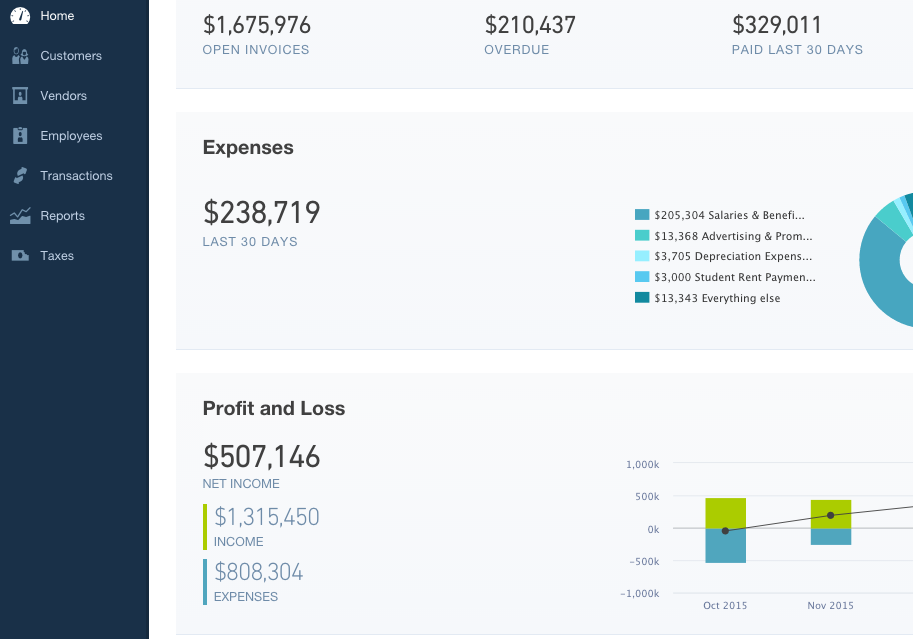 Home
Customers
Vendors
Employees
Transactions
Reports
Taxes
$1,675,976
OPEN INVOICES
$210,437
OVERDUE
$329,011
PAID LAST 30 DAYS
Expenses
$238,719
LAST 30 DAYS
$205,304 Salaries & Benefi...
$13,368 Advertising & Prom...
$3,705 Depreciation Expens...
$3,000 Student Rent Paymen...
$13,343 Everything else
Profit and Loss
$507,146
NET INCOME
$1,315,450
INCOME
$808,304
EXPENSES
1,000k
500k
0k
-500k
-1,000k
Oct 2015
Nov 2015